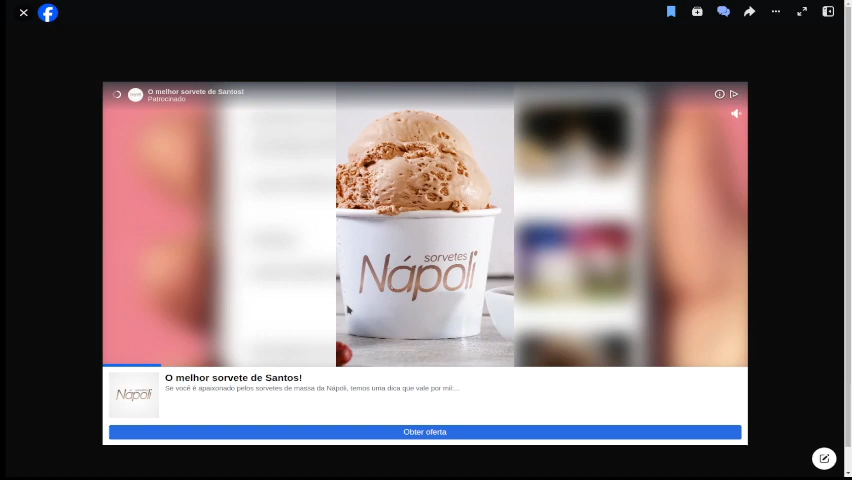 O melhor sorvete de Santos!
Patrocinado
sorvetes
Nápoli
O melhor sorvete de Santos!
Se você é apaixonado pelos sorvetes de massa da Nápoli, temos uma dica que vale por mil:...
Nápoli
Obter oferta